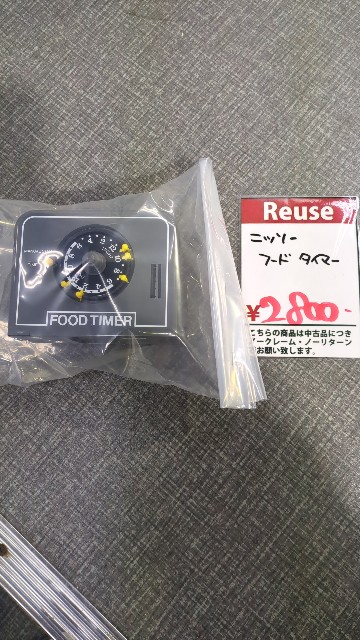 FOOD TIMER
Reuse
ニッソー
フード タイマー
¥2800-
こちらの商品は中古品につき
ノークレーム・ノーリターン
お願い致します。